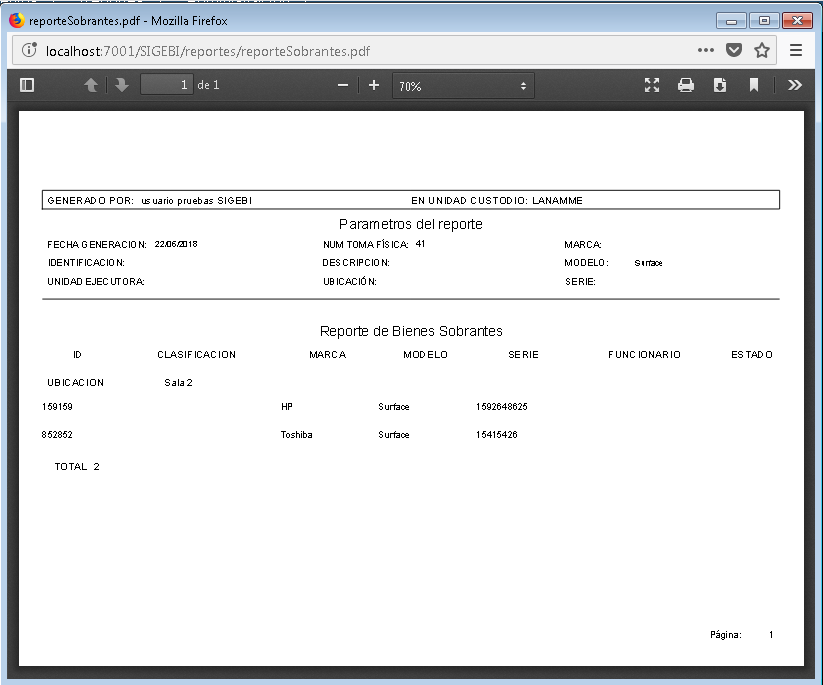 reporteSobrantes.pdf - Mozilla Firefox
localhost:7001/SIGEBI/reportes/reporteSobrantes.pdf
1 de 1 70%
GENERADO POR: usuario pruebas SIGEBI EN UNIDAD CUSTODIO: LANAMME
Parametros del reporte
FECHA GENERACION: 22/06/2018 NUM TOMA FÍSICA: 41 MARCA:
IDENTIFICACION: DESCRIPCION: MODELO: Surface
UNIDAD EJECUTORA: UBICACIÓN: SERIE:
Reporte de Bienes Sobrantes
ID CLASIFICACION MARCA MODELO SERIE FUNCIONARIO ESTADO
UBICACION Sala 2
159159 HP Surface 1592648625
852852 Toshiba Surface 15415426
TOTAL 2
Página: 1